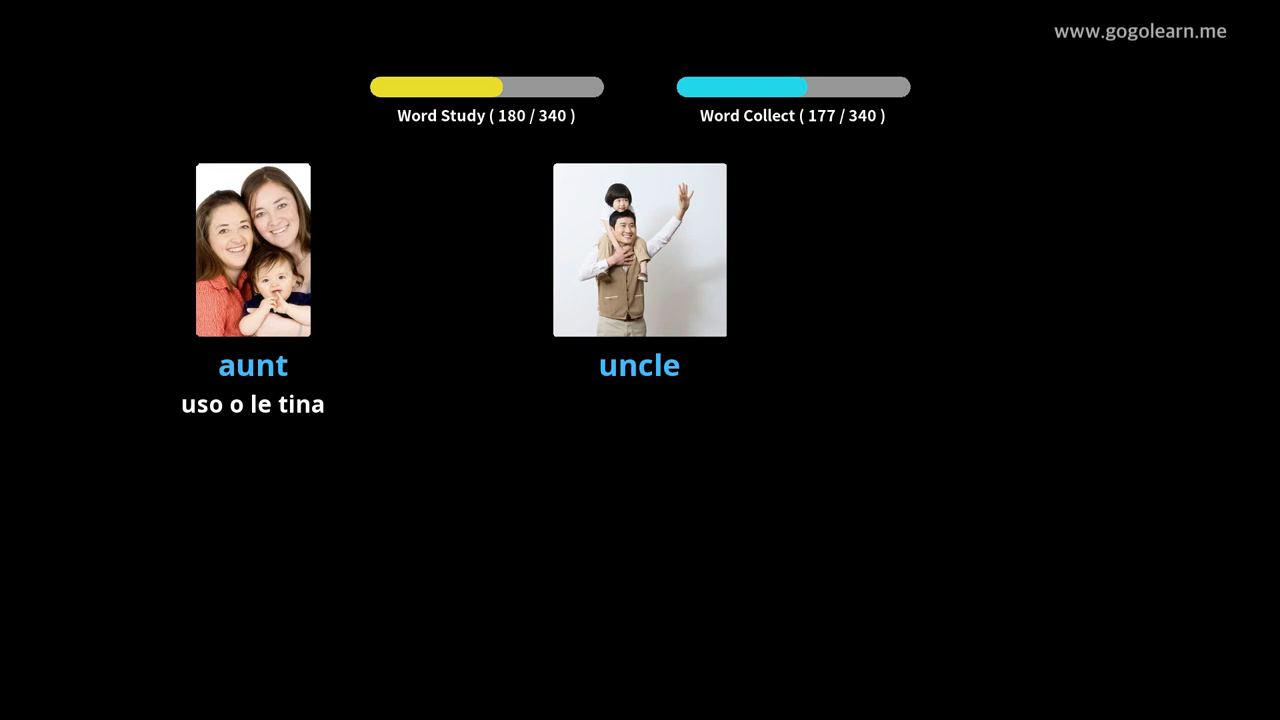 www.gogolearn.me
Word Study ( 180 / 340 )
Word Collect ( 177 / 340 )
aunt
uso o le tina
uncle